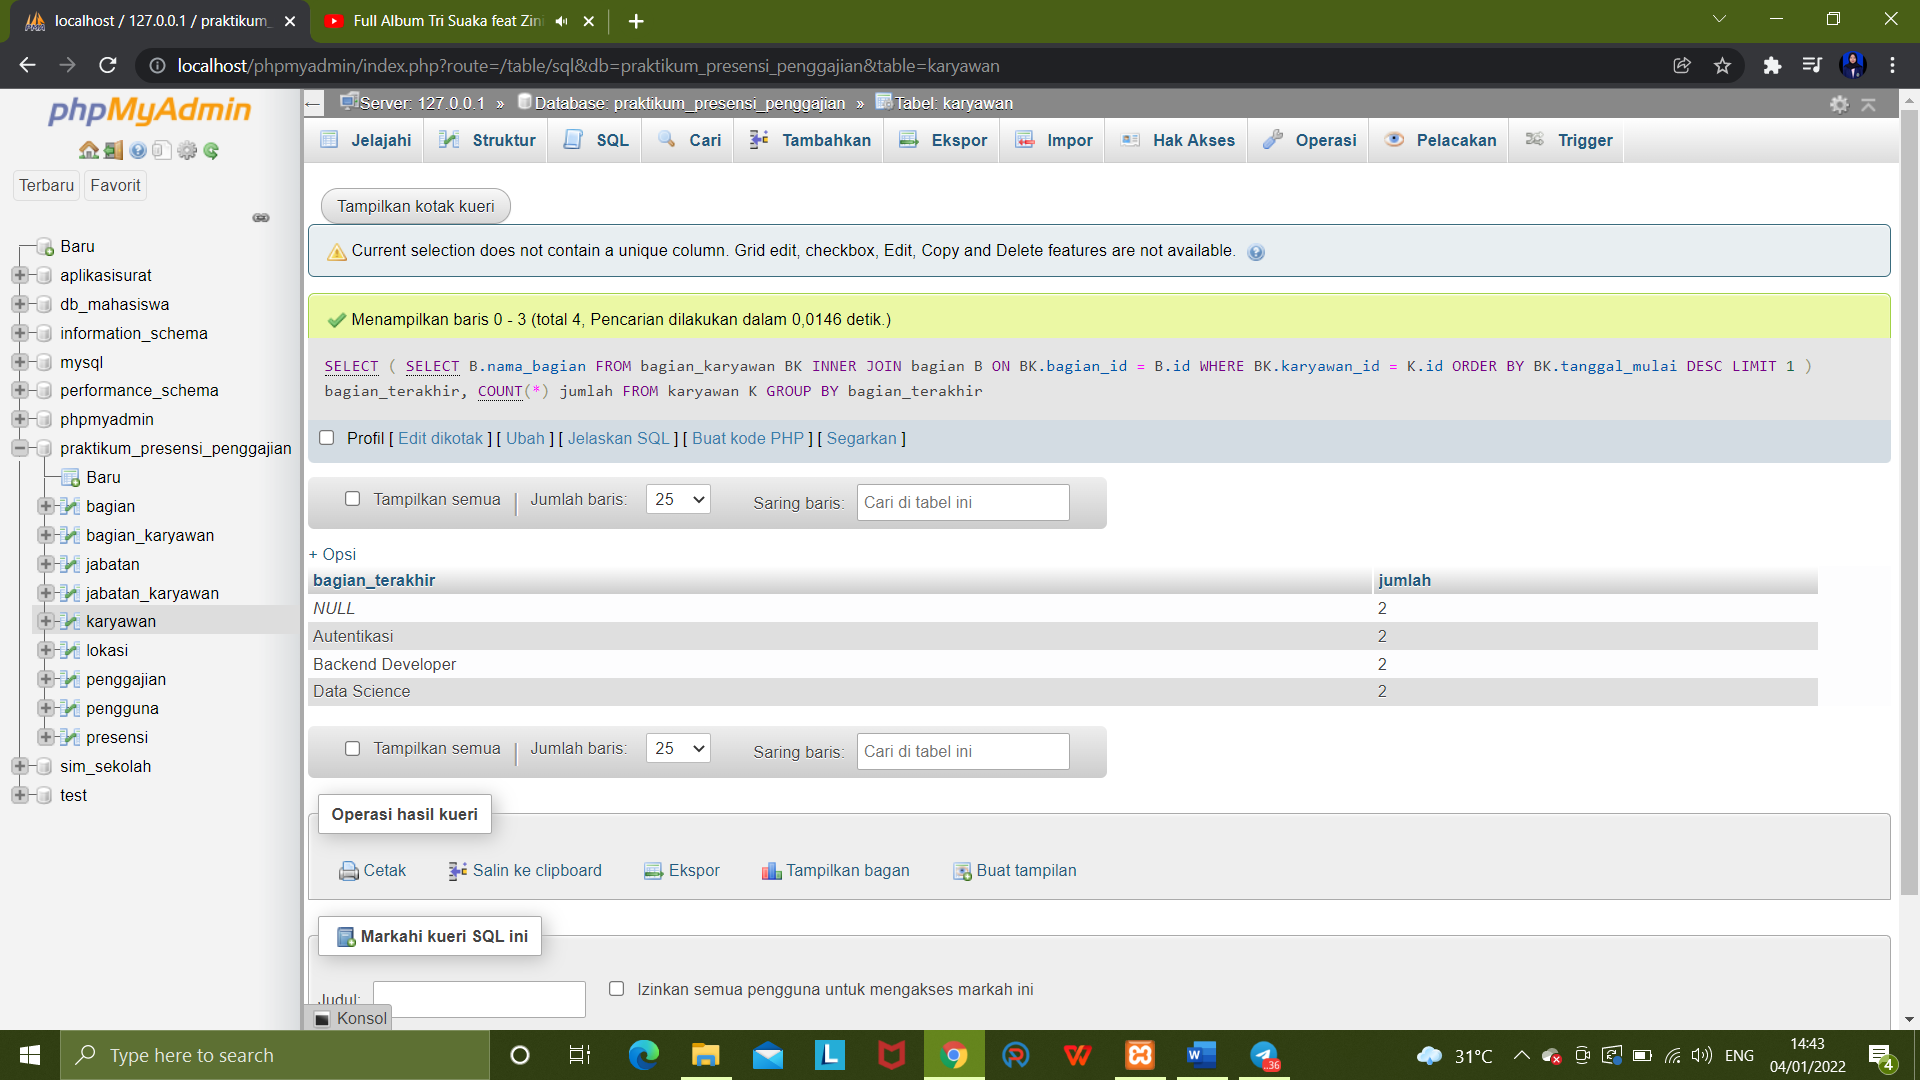 localhost / 127.0.0.1 / praktikum_
Full Album Tri Suaka feat Zin
localhost/phpmyadmin/index.php?route=/table/sql&db=praktikum_presensi_penggajian&table=karyawan
phpMyAdmin
Terbaru Favorit
Baru
aplikasisurat
db_mahasiswa
information_schema
mysql
performance_schema
phpmyadmin
praktikum_presensi_penggajian
Baru
bagian
bagian_karyawan
jabatan
jabatan_karyawan
karyawan
lokasi
penggajian
pengguna
presensi
sim_sekolah
test
Server: 127.0.0.1 » Database: praktikum_presensi_penggajian » Tabel: karyawan
Jelajahi Struktur SQL Cari Tambahkan Ekspor Impor Hak Akses Operasi Pelacakan Trigger
Tampilkan kotak kueri
Current selection does not contain a unique column. Grid edit, checkbox, Edit, Copy and Delete features are not available.
Menampilkan baris 0 - 3 (total 4, Pencarian dilakukan dalam 0,0146 detik.)
SELECT ( SELECT B.nama_bagian FROM bagian_karyawan BK INNER JOIN bagian B ON BK.bagian_id = B.id WHERE BK.karyawan_id = K.id ORDER BY BK.tanggal_mulai DESC LIMIT 1 )
bagian_terakhir, COUNT(*) jumlah FROM karyawan K GROUP BY bagian_terakhir
Profil [ Edit dikotak ] [ Ubah ] [ Jelaskan SQL ] [ Buat kode PHP ] [ Segarkan ]
Tampilkan semua | Jumlah baris: 25 Saring baris: Cari di tabel ini
+ Opsi
bagian_terakhir jumlah
NULL 2
Autentikasi 2
Backend Developer 2
Data Science 2
Tampilkan semua | Jumlah baris: 25 Saring baris: Cari di tabel ini
Operasi hasil kueri
Cetak Salin ke clipboard Ekspor Tampilkan bagan Buat tampilan
Markahi kueri SQL ini
Judul: Izinkan semua pengguna untuk mengakses markah ini
Konsol
Type here to search
31°C ENG
14:43
04/01/2022
4